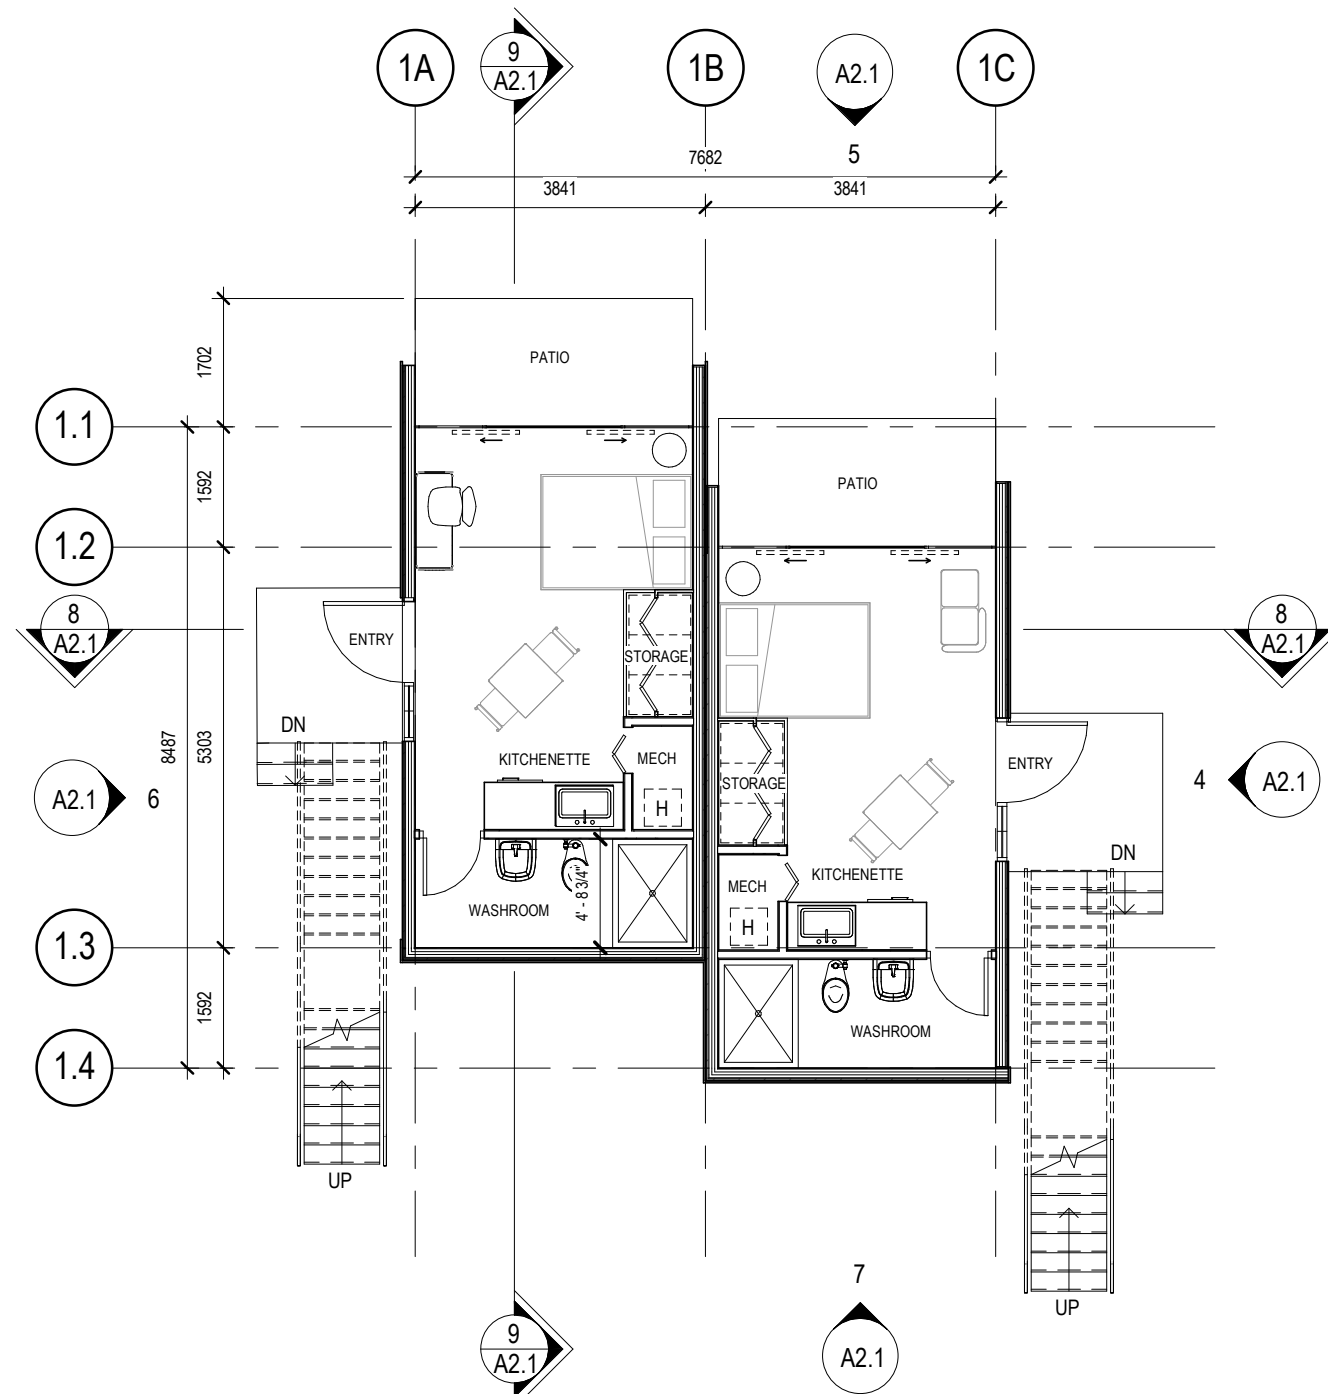 9
A2.1
1A
1B
A2.1
5
1C
7682
3841
3841
1702
PATIO
1.1
1592
PATIO
1.2
8
A2.1
ENTRY
STORAGE
8
A2.1
DN
8487
5303
KITCHENETTE
MECH
H
STORAGE
ENTRY
A2.1
6
4
A2.1
DN
4' - 8 3/4"
WASHROOM
MECH
KITCHENETTE
H
1.3
1592
WASHROOM
1.4
UP
UP
7
A2.1
9
A2.1